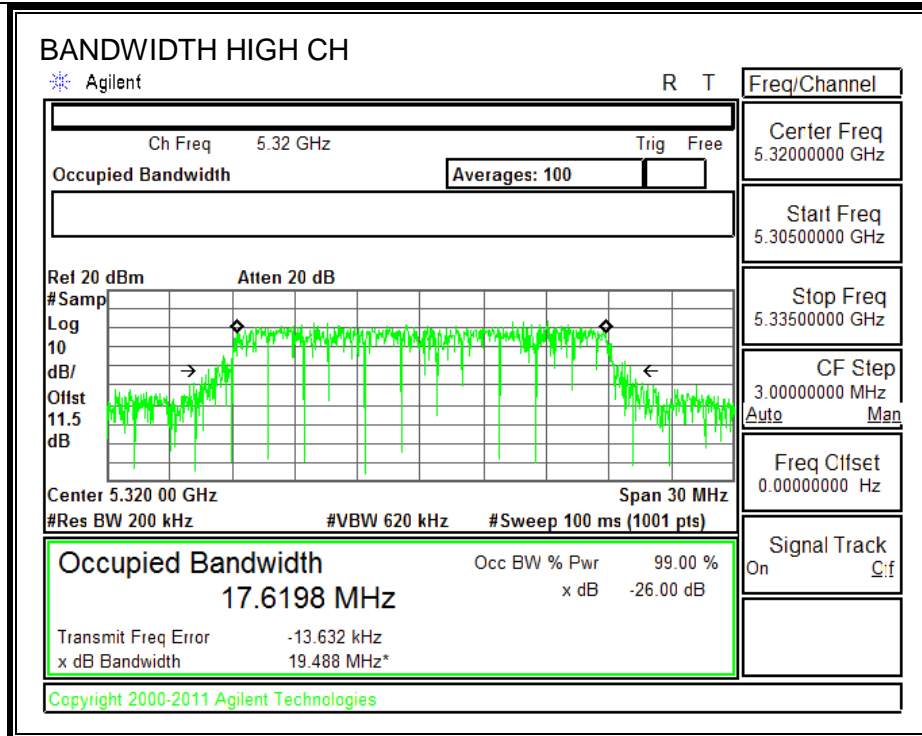 BANDWIDTH HIGH CH
Agilent R T Freq/Channel
Ch Freq 5.32 GHz Trig Free
Occupied Bandwidth Averages: 100
Center Freq
5.32000000 GHz
Start Freq
5.30500000 GHz
Stop Freq
5.33500000 GHz
CF Step
3.00000000 MHz
Auto Man
Freq Offset
0.00000000 Hz
Signal Track
On Off
Ref 20 dBm Atten 20 dB
#Samp
Log
10
dB/
Offst
11.5
dB
Center 5.320 00 GHz Span 30 MHz
#Res BW 200 kHz #VBW 620 kHz #Sweep 100 ms (1001 pts)
Occupied Bandwidth Occ BW % Pwr 99.00 %
17.6198 MHz x dB -26.00 dB
Transmit Freq Error -13.632 kHz
x dB Bandwidth 19.488 MHz*
Copyright 2000-2011 Agilent Technologies